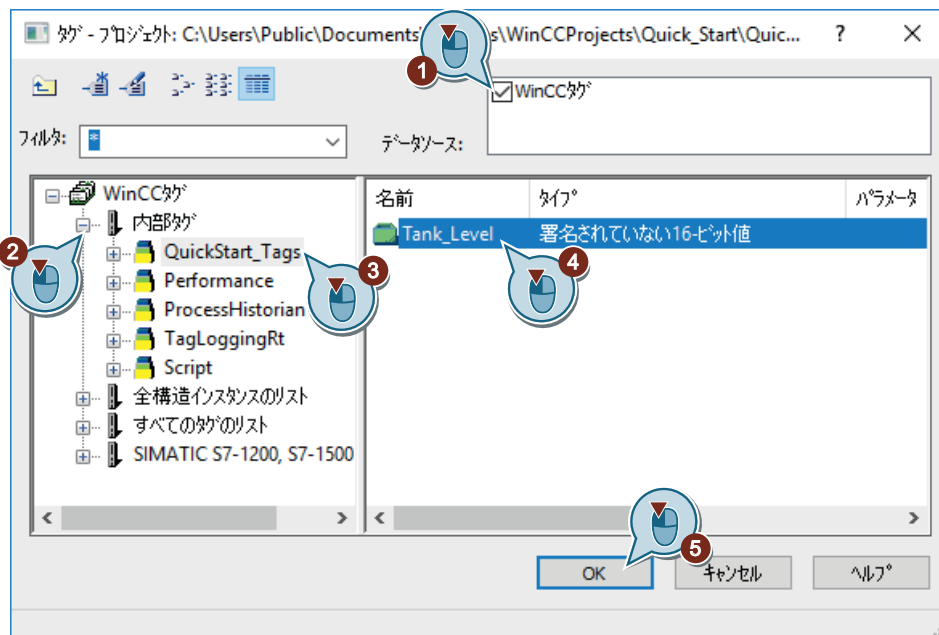 タグ - プロジェクト: C:\Users\Public\Documents s\WinCCProjects\Quick_Start\Quic... ?
1
WinCCタグ
フィルタ: * データソース:
WinCCタグ
内部タグ
QuickStart_Tags
Performance
ProcessHistorian
TagLoggingRt
Script
全構造インスタンスのリスト
すべてのタグのリスト
SIMATIC S7-1200, S7-1500
2
3
名前 タイプ パラメータ
Tank_Level 署名されていない16-ビット値
4
5
OK キャンセル ヘルプ